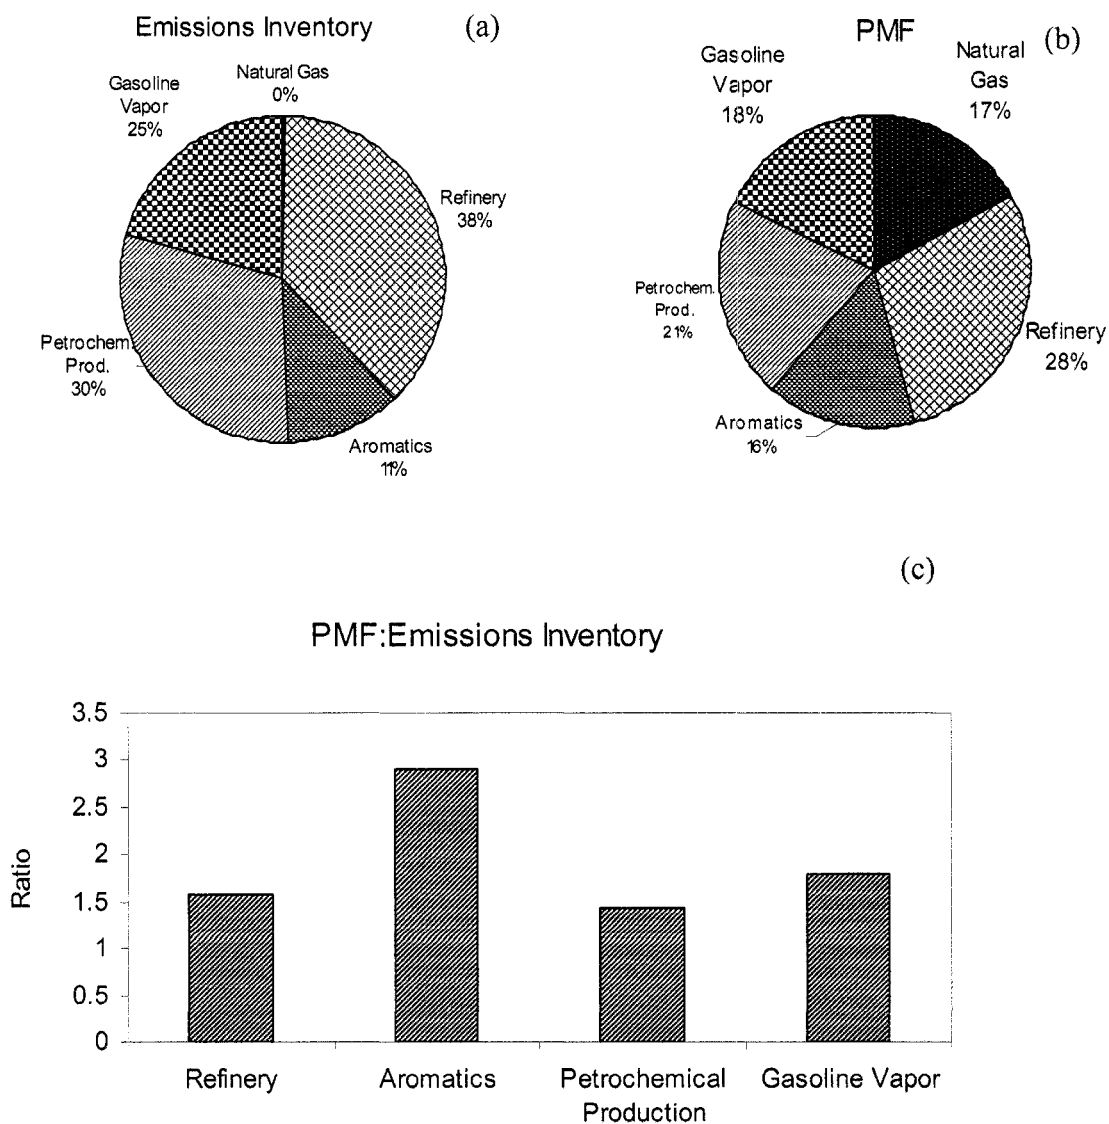 Emissions Inventory
(a)
Natural Gas
0%
Gasoline
Vapor
25%
Refinery
38%
Petrochem.
Prod.
30%
Aromatics
11%
PMF
(b)
Gasoline
Vapor
18%
Natural
Gas
17%
Petrochem.
Prod.
21%
Refinery
28%
Aromatics
16%
(c)
PMF:Emissions Inventory
Ratio
3.5
3
2.5
2
1.5
1
0.5
0
Refinery
Aromatics
Petrochemical
Production
Gasoline Vapor